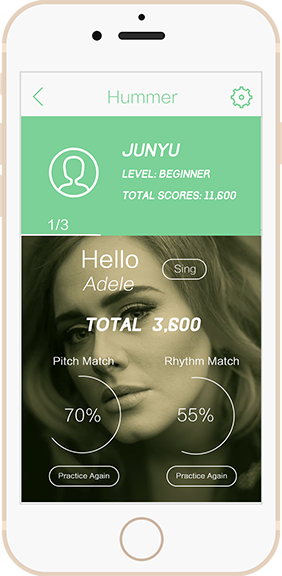 Hummer
JUNYU
LEVEL: BEGINNER
TOTAL SCORES: 11,600
1/3
Hello
Sing
Adele
TOTAL 3,600
Pitch Match
Rhythm Match
70%
55%
Practice Again
Practice Again